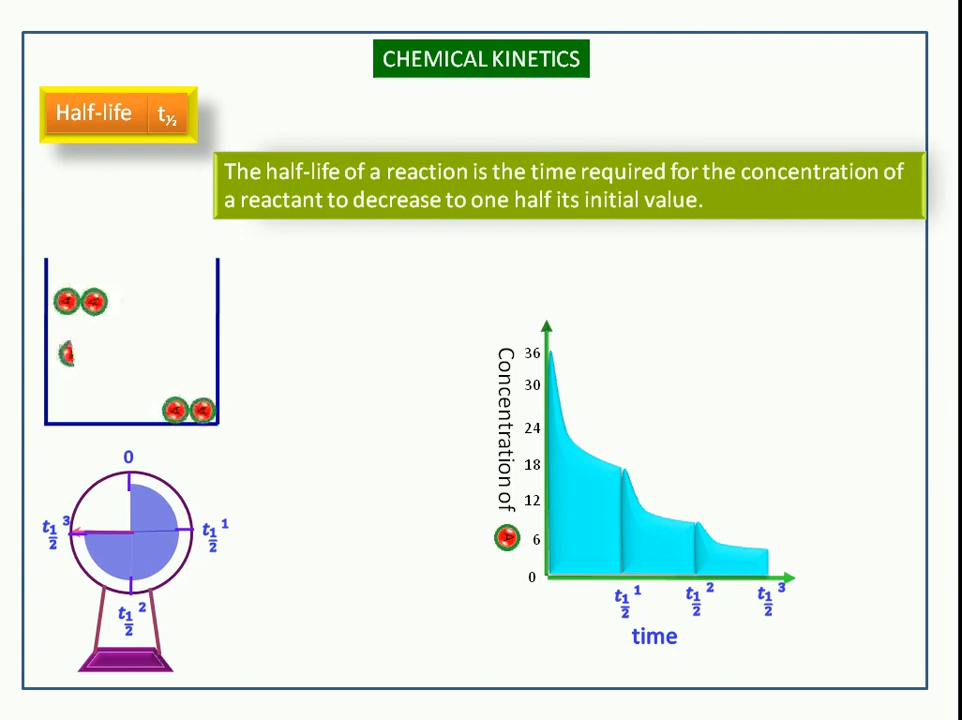 CHEMICAL KINETICS
Half-life t½
The half-life of a reaction is the time required for the concentration of
a reactant to decrease to one half its initial value.
A A
A A
0
t1/2 3
t1/2 1
t1/2 2
Concentration of A
36
30
24
18
12
6
0
t1/2 1
t1/2 2
t1/2 3
time